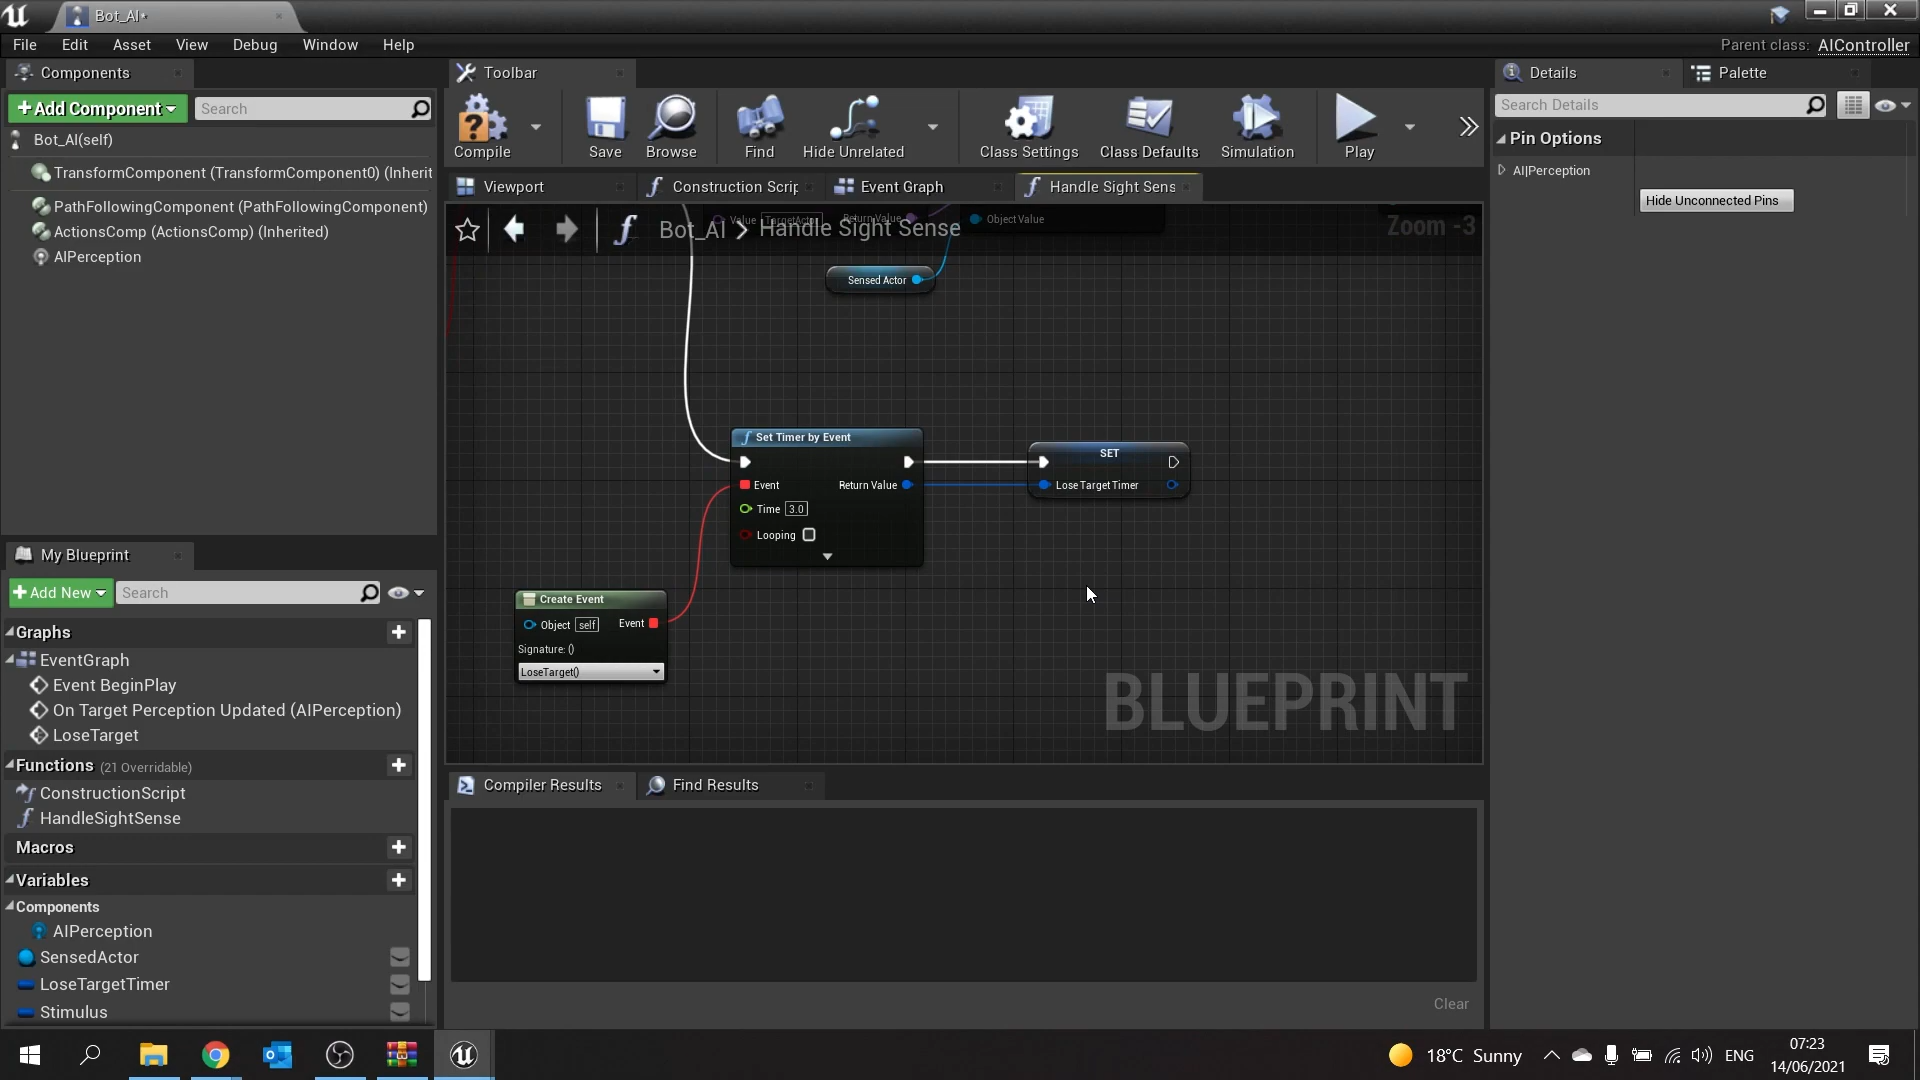 Bot_AI*
File Edit Asset View Debug Window Help
Parent class: AIController
Components
Toolbar
Details
Palette
Add Component
Search
Search Details
Bot_AI(self)
Compile
Save
Browse
Find
Hide Unrelated
Class Settings
Class Defaults
Simulation
Play
Pin Options
TransformComponent (TransformComponent0) (Inherit
AI|Perception
Viewport
Construction Scrip
Event Graph
Handle Sight Sens
Hide Unconnected Pins
PathFollowingComponent (PathFollowingComponent)
ActionsComp (ActionsComp) (Inherited)
AIPerception
Value TargetActor Return Value
Object Value
Bot_AI > Handle Sight Sense
Zoom -3
Sensed Actor
Set Timer by Event
Event
Return Value
Time 3.0
Looping
SET
Lose Target Timer
Create Event
Object self
Event
Signature: ()
LoseTarget()
BLUEPRINT
My Blueprint
Add New
Search
Graphs
EventGraph
Event BeginPlay
On Target Perception Updated (AIPerception)
LoseTarget
Functions (21 Overridable)
ConstructionScript
HandleSightSense
Macros
Variables
Components
AIPerception
SensedActor
LoseTargetTimer
Stimulus
Compiler Results
Find Results
Clear
18°C Sunny
ENG
07:23
14/06/2021